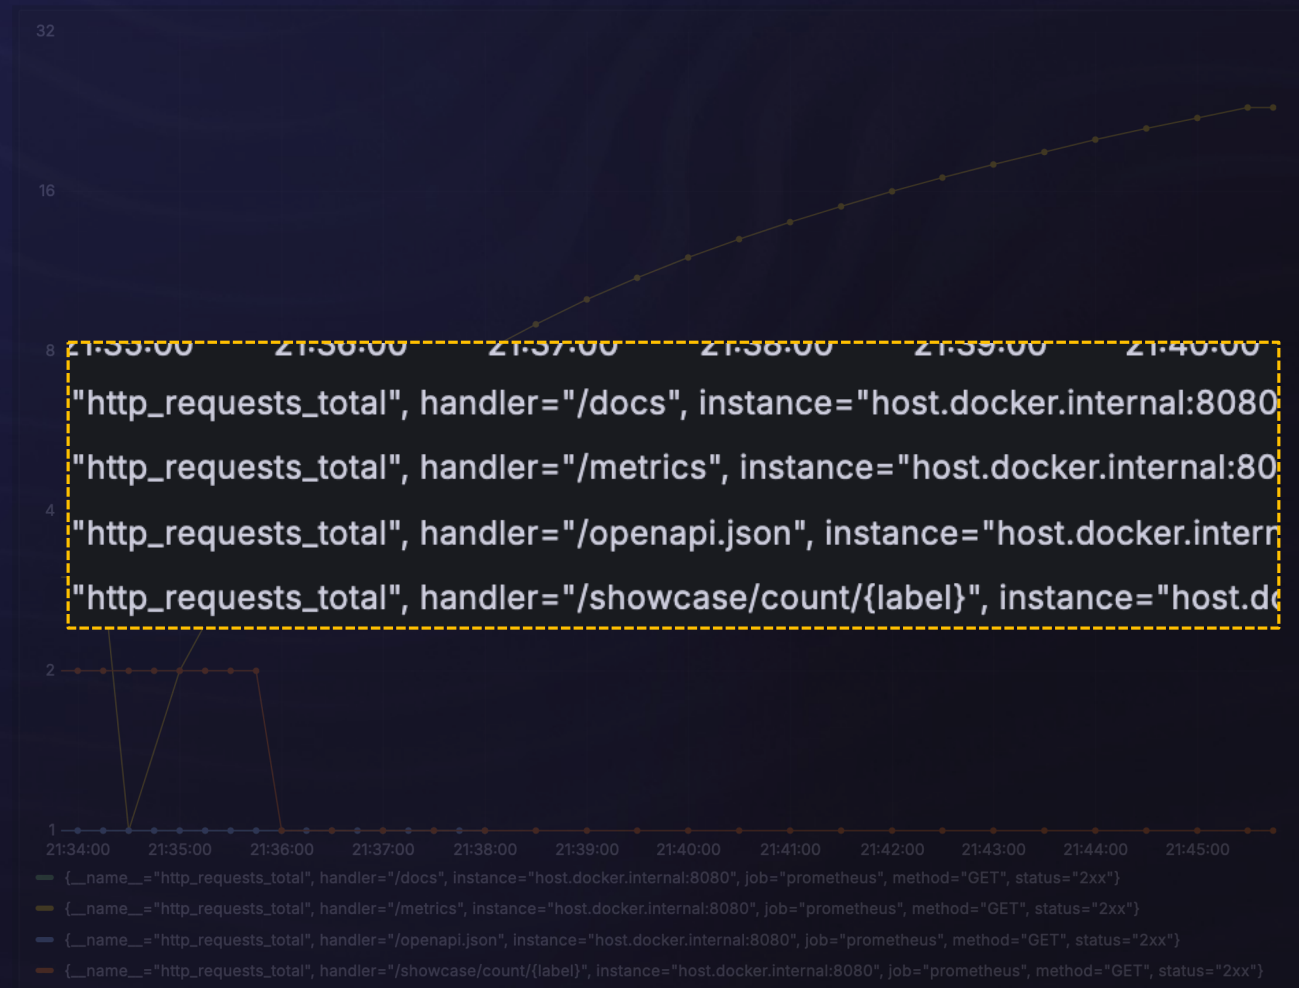 32
16
8
21:35:00 21:36:00 21:37:00 21:38:00 21:39:00 21:40:00
"http_requests_total", handler="/docs", instance="host.docker.internal:8080
"http_requests_total", handler="/metrics", instance="host.docker.internal:80
4
"http_requests_total", handler="/openapi.json", instance="host.docker.intern
"http_requests_total", handler="/showcase/count/{label}", instance="host.do
2
1
21:34:00 21:35:00 21:36:00 21:37:00 21:38:00 21:39:00 21:40:00 21:41:00 21:42:00 21:43:00 21:44:00 21:45:00
{__name__="http_requests_total", handler="/docs", instance="host.docker.internal:8080", job="prometheus", method="GET", status="2xx"}
{__name__="http_requests_total", handler="/metrics", instance="host.docker.internal:8080", job="prometheus", method="GET", status="2xx"}
{__name__="http_requests_total", handler="/openapi.json", instance="host.docker.internal:8080", job="prometheus", method="GET", status="2xx"}
{__name__="http_requests_total", handler="/showcase/count/{label}", instance="host.docker.internal:8080", job="prometheus", method="GET", status="2xx"}